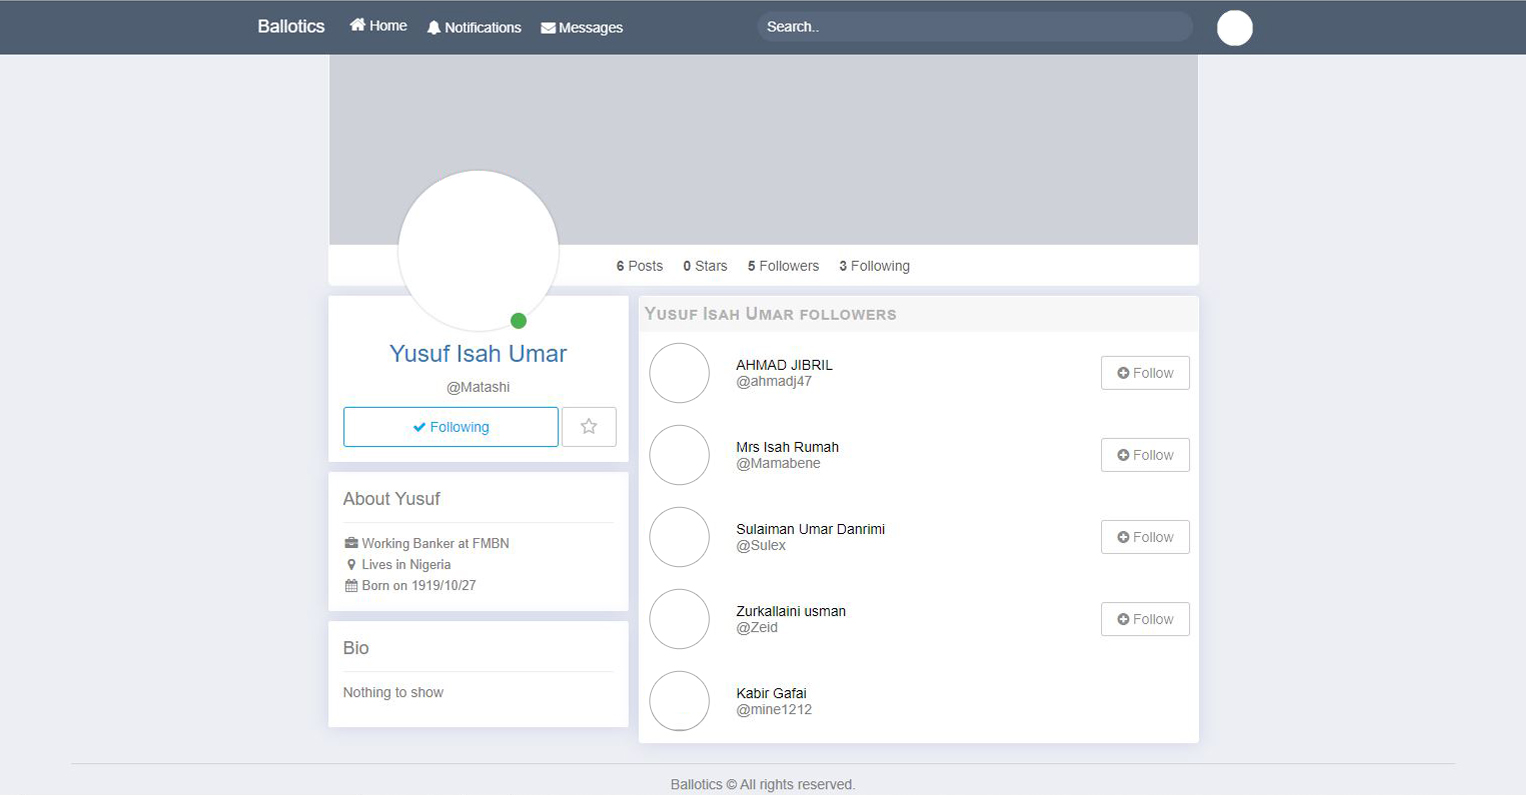 Ballotics Home Notifications Messages Search..
6 Posts 0 Stars 5 Followers 3 Following
Yusuf Isah Umar
@Matashi
Following
About Yusuf
Working Banker at FMBN
Lives in Nigeria
Born on 1919/10/27
Bio
Nothing to show
Yusuf Isah Umar followers
AHMAD JIBRIL
@ahmadj47
Follow
Mrs Isah Rumah
@Mamabene
Follow
Sulaiman Umar Danrimi
@Sulex
Follow
Zurkallaini usman
@Zeid
Follow
Kabir Gafai
@mine1212
Ballotics © All rights reserved.